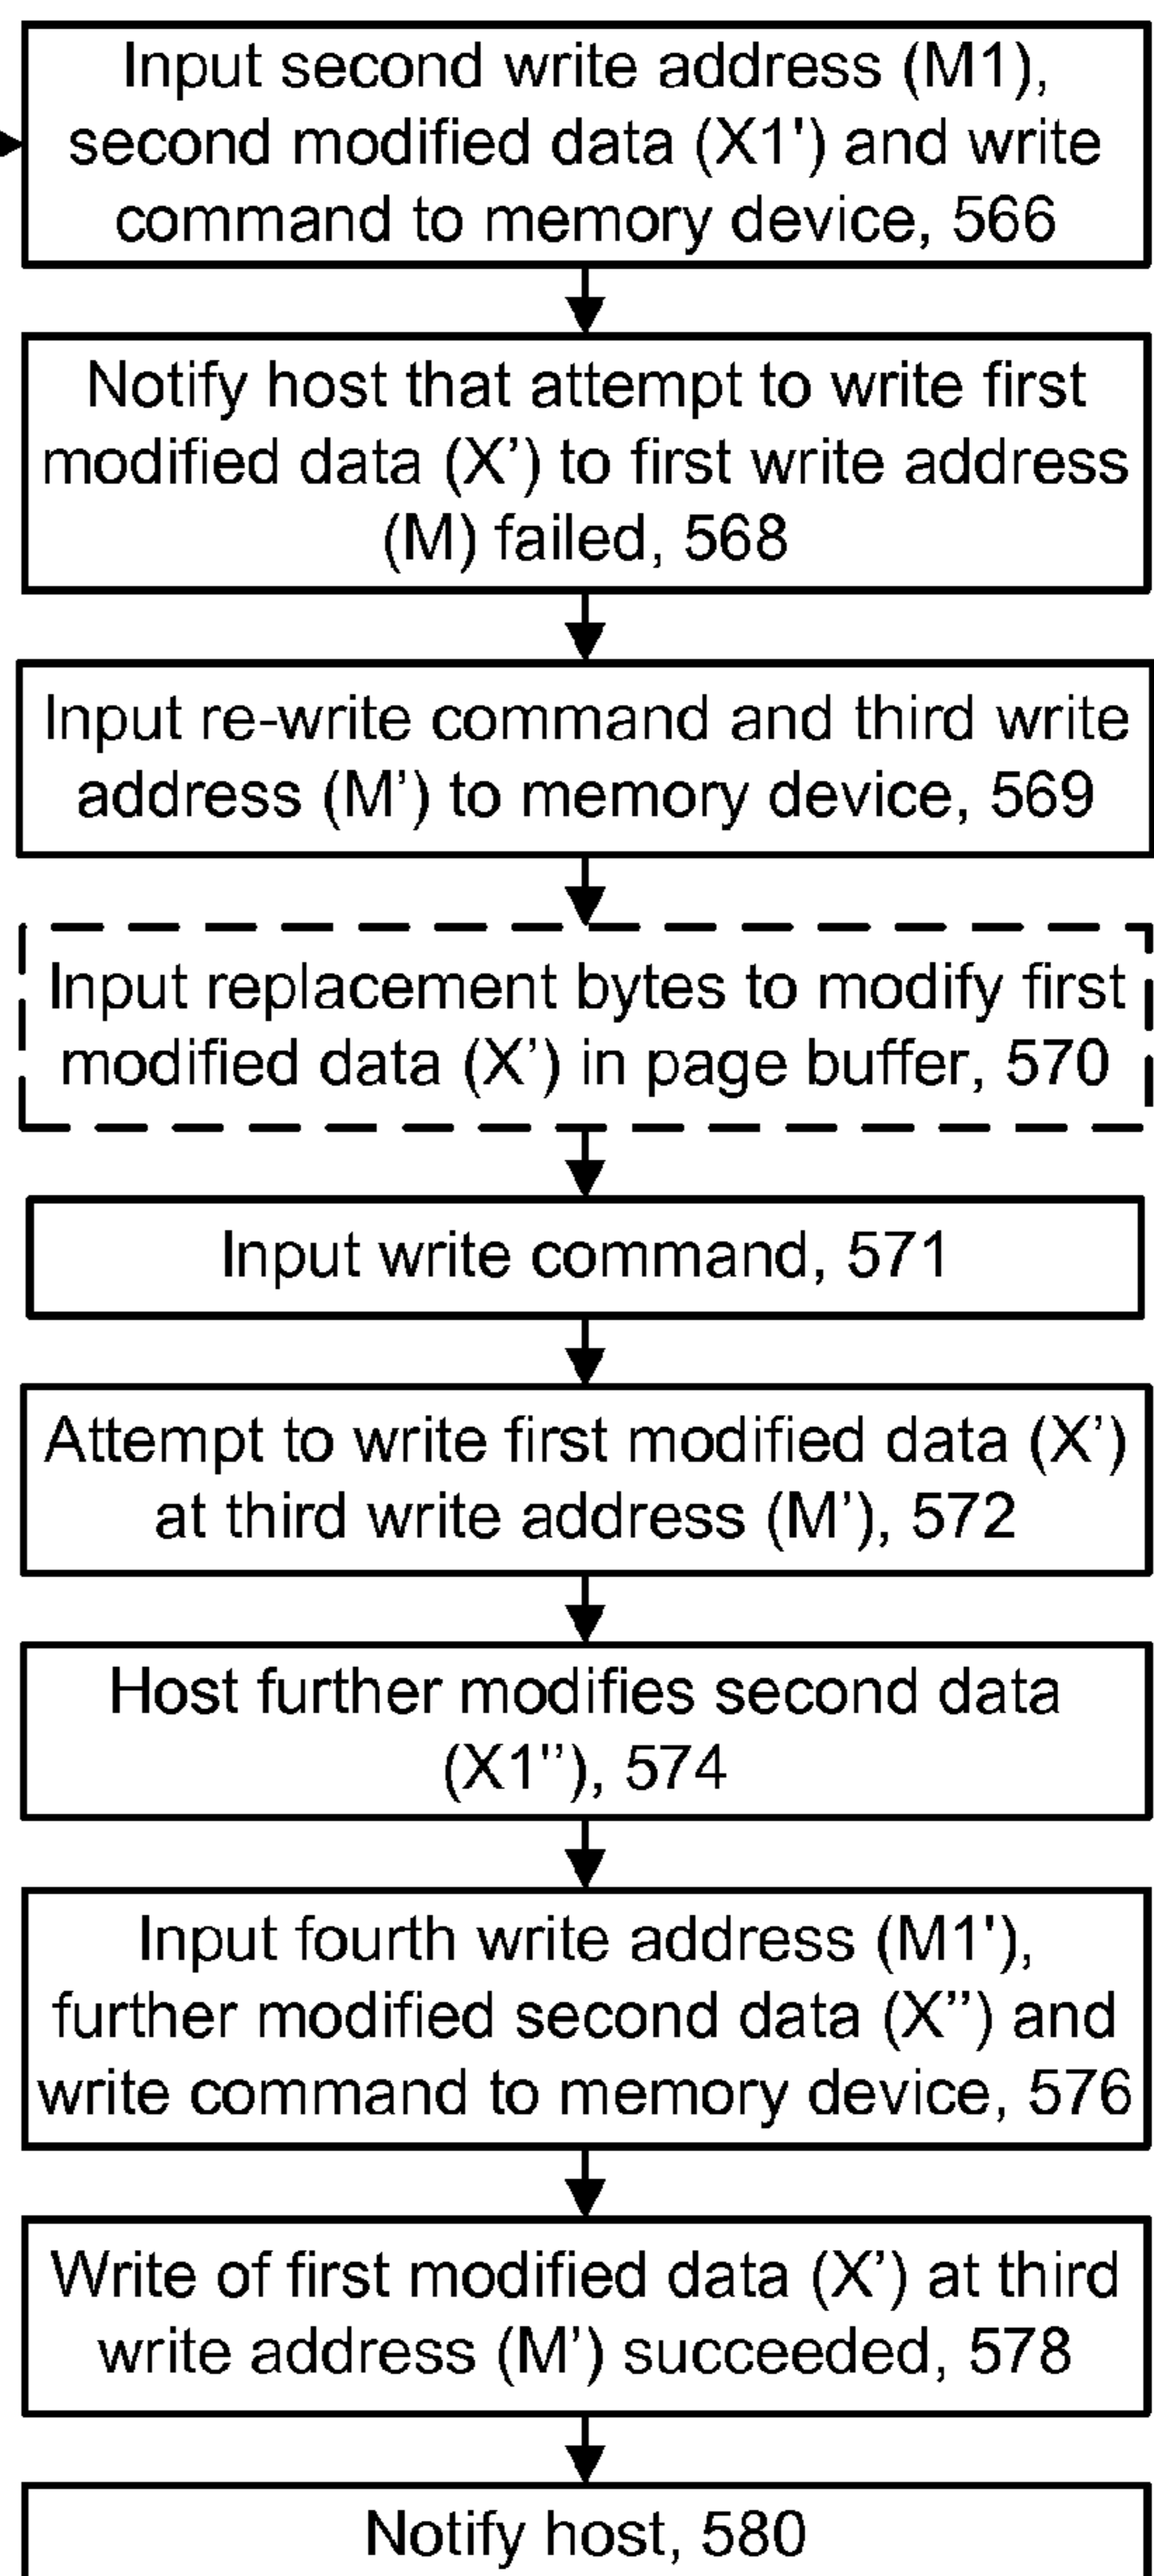 Input second write address (M1),
second modified data (X1') and write
command to memory device, 566
Notify host that attempt to write first
modified data (X’) to first write address
(M) failed, 568
Input re-write command and third write
address (M’) to memory device, 569
Input replacement bytes to modify first
modified data (X’) in page buffer, 570
Input write command, 571
Attempt to write first modified data (X’)
at third write address (M’), 572
Host further modifies second data
(X1''), 574
Input fourth write address (M1'),
further modified second data (X’’) and
write command to memory device, 576
Write of first modified data (X’) at third
write address (M’) succeeded, 578
Notify host, 580